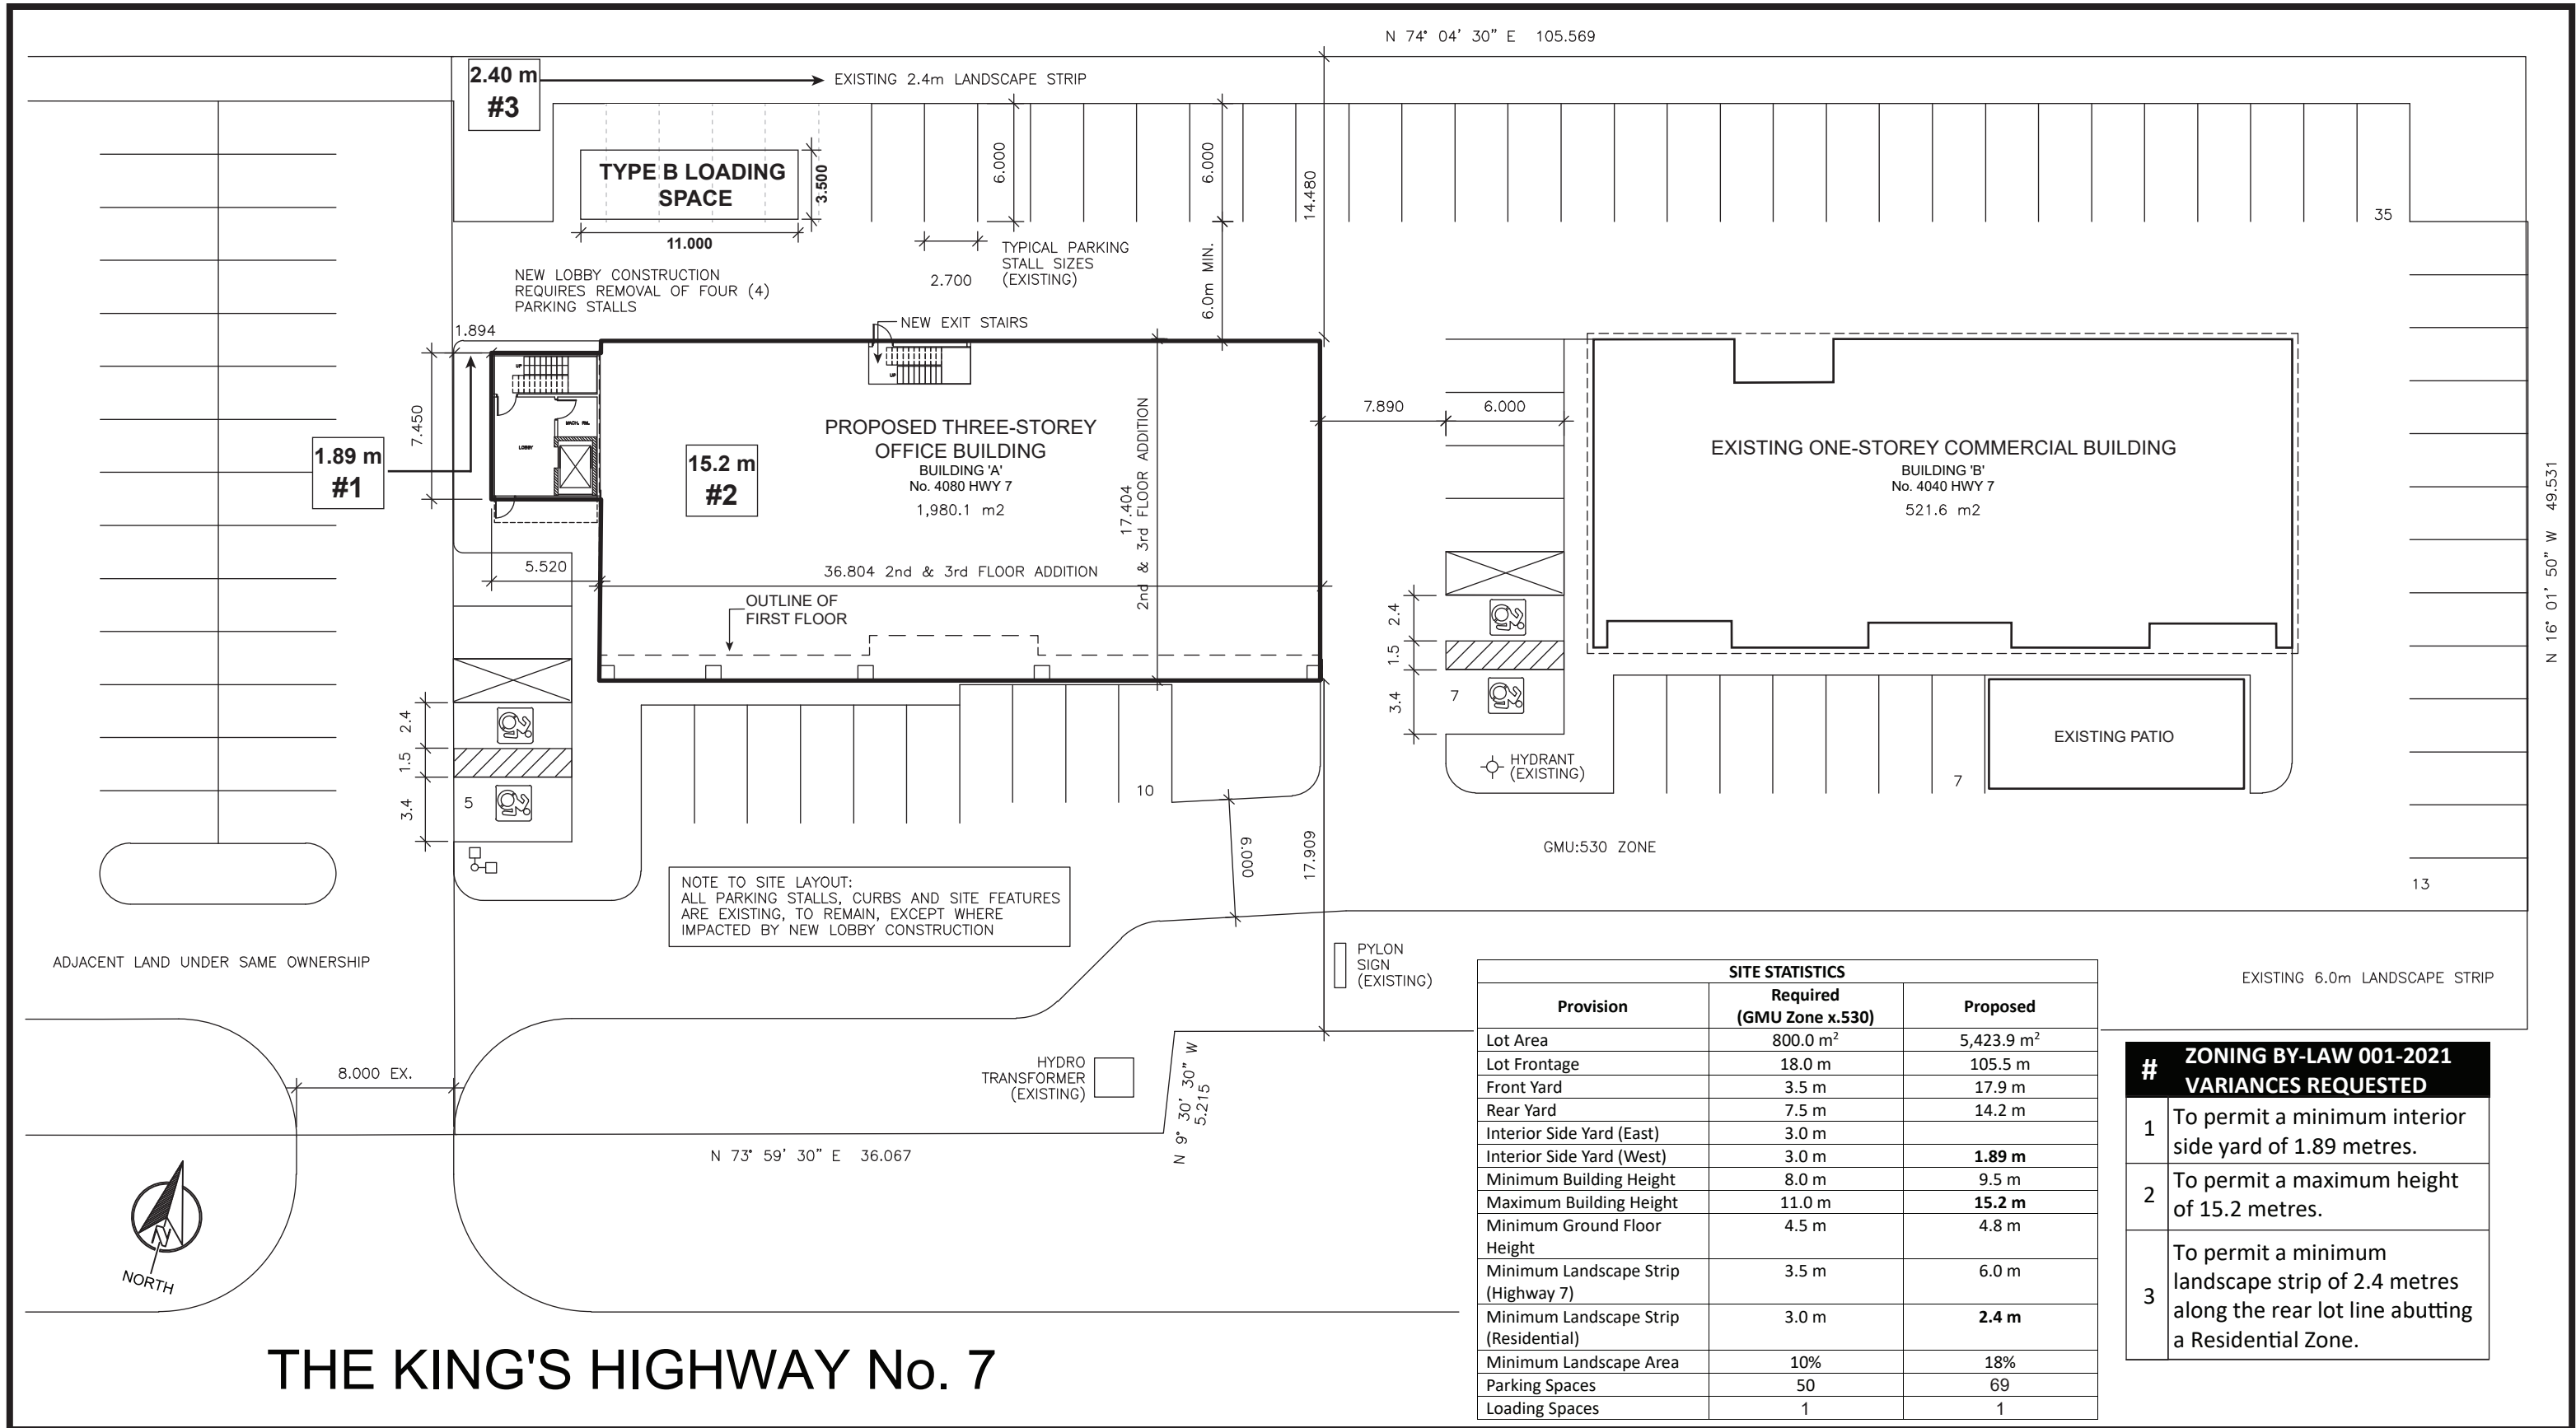 N 74° 04' 30" E 105.569
2.40 m
#3
EXISTING 2.4m LANDSCAPE STRIP
TYPE B LOADING
SPACE
3.500
11.000
6.000
6.000
14.480
35
TYPICAL PARKING
STALL SIZES
(EXISTING)
2.700
6.0m MIN.
NEW LOBBY CONSTRUCTION
REQUIRES REMOVAL OF FOUR (4)
PARKING STALLS
1.894
NEW EXIT STAIRS
UP
UP
7.450
MACH. RM.
LOBBY
1.89 m
#1
15.2 m
#2
PROPOSED THREE-STOREY
OFFICE BUILDING
BUILDING 'A'
No. 4080 HWY 7
1,980.1 m2
17.404
2nd & 3rd FLOOR ADDITION
7.890
6.000
EXISTING ONE-STOREY COMMERCIAL BUILDING
BUILDING 'B'
No. 4040 HWY 7
521.6 m2
N 16° 01' 50" W 49.531
5.520
36.804 2nd & 3rd FLOOR ADDITION
OUTLINE OF
FIRST FLOOR
2.4
1.5
3.4
7
2.4
1.5
3.4
5
10
HYDRANT
(EXISTING)
7
EXISTING PATIO
6.000
17.909
GMU:530 ZONE
13
NOTE TO SITE LAYOUT:
ALL PARKING STALLS, CURBS AND SITE FEATURES
ARE EXISTING, TO REMAIN, EXCEPT WHERE
IMPACTED BY NEW LOBBY CONSTRUCTION
ADJACENT LAND UNDER SAME OWNERSHIP
PYLON
SIGN
(EXISTING)
EXISTING 6.0m LANDSCAPE STRIP
8.000 EX.
HYDRO
TRANSFORMER
(EXISTING)
N 9° 30' 30" W
5.215
N 73° 59' 30" E 36.067
N
NORTH
THE KING'S HIGHWAY No. 7
SITE STATISTICS
Provision Required (GMU Zone x.530) Proposed
Lot Area 800.0 m² 5,423.9 m²
Lot Frontage 18.0 m 105.5 m
Front Yard 3.5 m 17.9 m
Rear Yard 7.5 m 14.2 m
Interior Side Yard (East) 3.0 m
Interior Side Yard (West) 3.0 m 1.89 m
Minimum Building Height 8.0 m 9.5 m
Maximum Building Height 11.0 m 15.2 m
Minimum Ground Floor 4.5 m 4.8 m
Height
Minimum Landscape Strip 3.5 m 6.0 m
(Highway 7)
Minimum Landscape Strip 3.0 m 2.4 m
(Residential)
Minimum Landscape Area 10% 18%
Parking Spaces 50 69
Loading Spaces 1 1
# ZONING BY-LAW 001-2021
VARIANCES REQUESTED
1 To permit a minimum interior
side yard of 1.89 metres.
2 To permit a maximum height
of 15.2 metres.
3 To permit a minimum
landscape strip of 2.4 metres
along the rear lot line abutting
a Residential Zone.